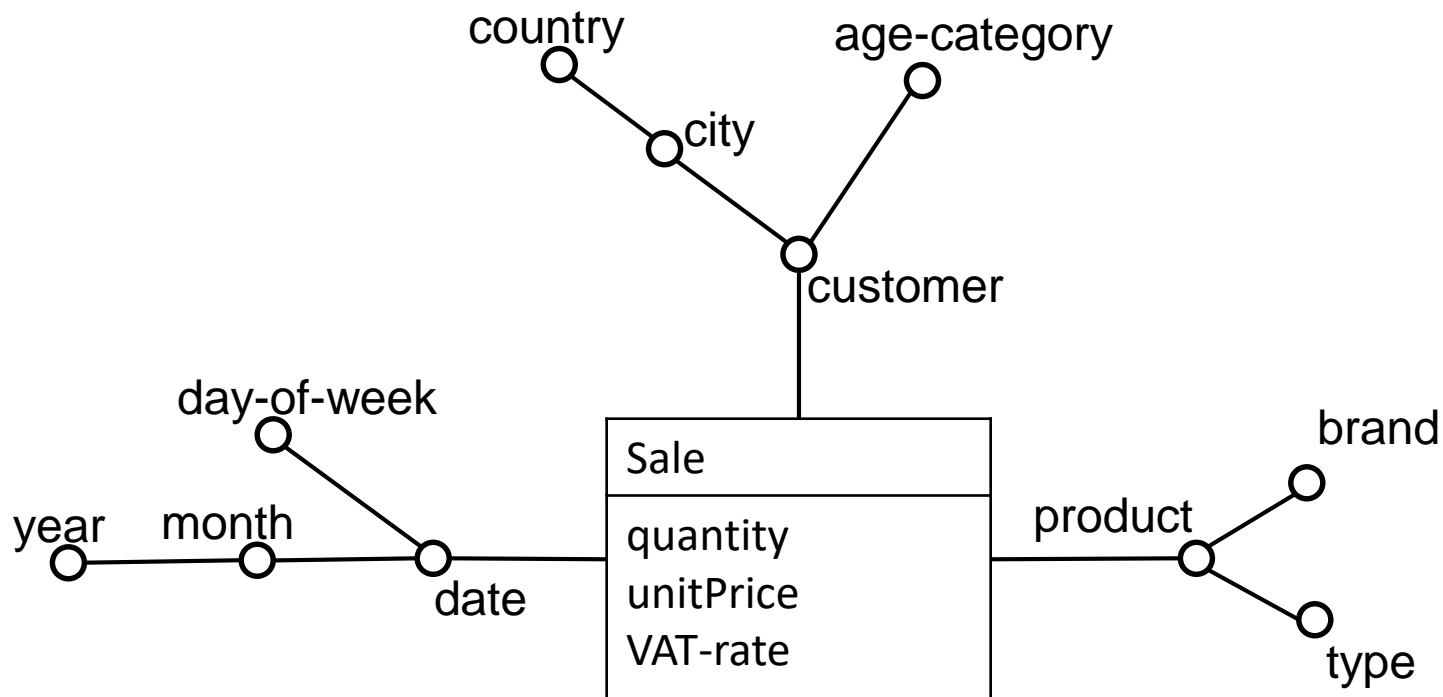 country
age-category
city
customer
day-of-week
Sale
brand
year
month
quantity
product
unitPrice
date
VAT-rate
type